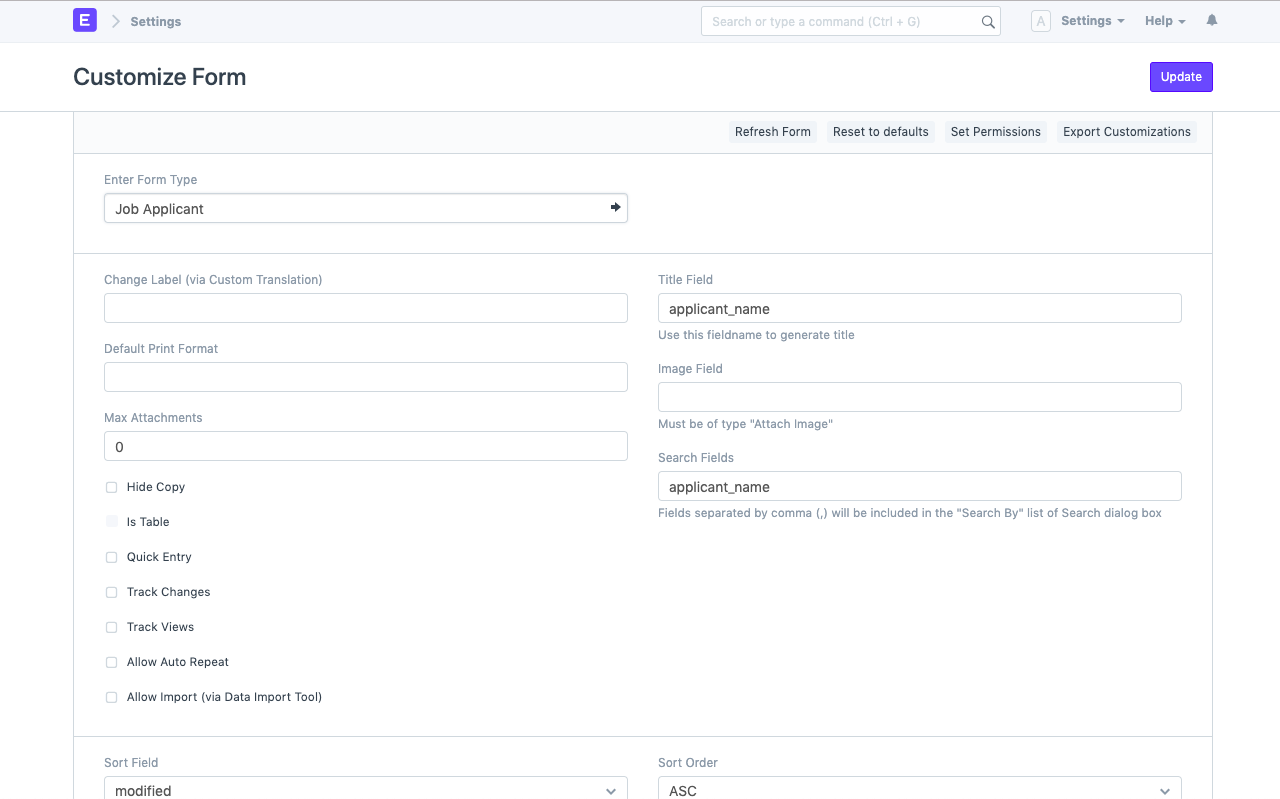 E
Settings
Search or type a command (Ctrl + G)
A
Settings
Help
Customize Form
Update
Refresh Form
Reset to defaults
Set Permissions
Export Customizations
Enter Form Type
Job Applicant
Change Label (via Custom Translation)
Default Print Format
Max Attachments
0
Hide Copy
Is Table
Quick Entry
Track Changes
Track Views
Allow Auto Repeat
Allow Import (via Data Import Tool)
Title Field
applicant_name
Use this fieldname to generate title
Image Field
Must be of type "Attach Image"
Search Fields
applicant_name
Fields separated by comma (,) will be included in the "Search By" list of Search dialog box
Sort Field
modified
Sort Order
ASC